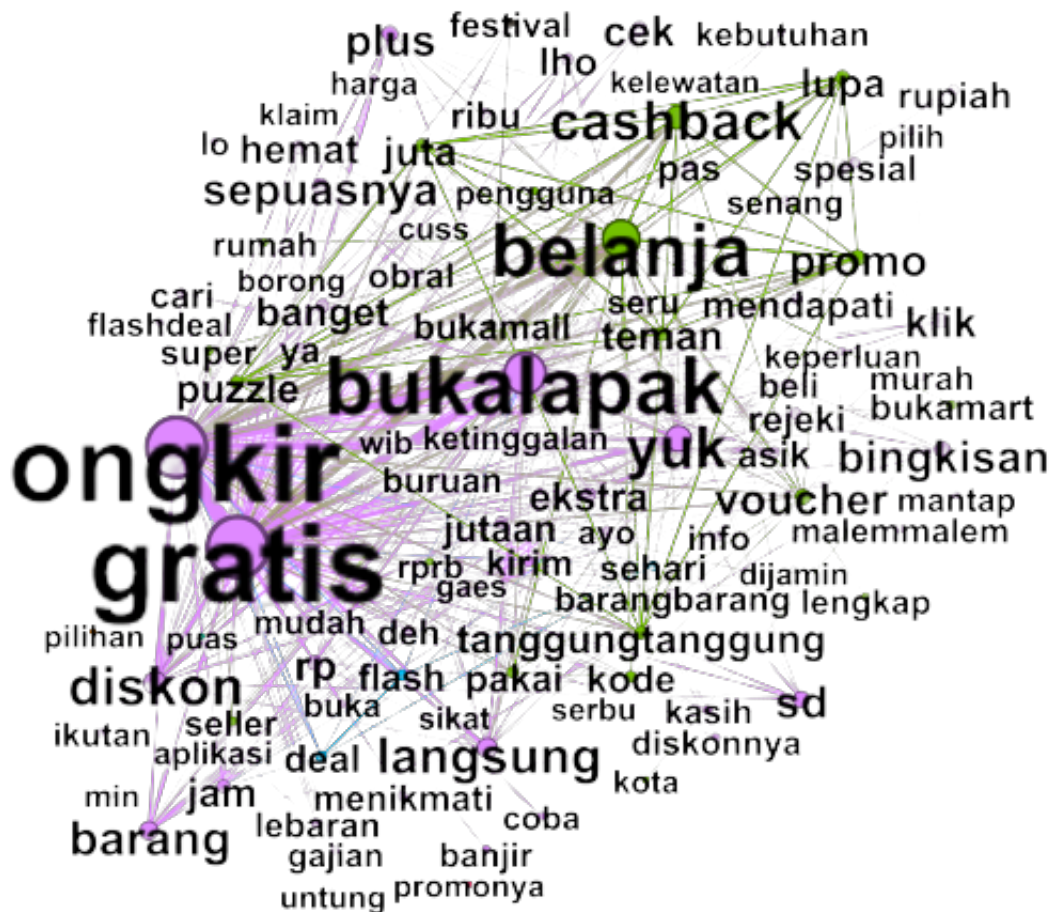 plus festival cek kebutuhan
harga lho kelewatan lupa rupiah
klaim ribu cashback pilih
lo hemat juta pas spesial
sepuasnya pengguna senang
rumah cuss belanja promo
cari borong obral seru mendapati
flashdeal banget bukamall teman klik
super ya keperluan
puzzle bukalapak beli murah
rejeki bukamart
ongkir wib ketinggalan yuk asik bingkisan
buruan ekstra voucher mantap
gratis jutaan ayo info malemmalem
rprb kirim sehari dijamin
gaes barangbarang lengkap
pilihan puas mudah deh tanggungtanggung
diskon rp flash pakai kode
buka sikat serbu kasih sd
ikutan seller diskonnya
aplikasi deal langsung kota
min jam menikmati
barang lebaran coba
gajian banjir
untung promonya